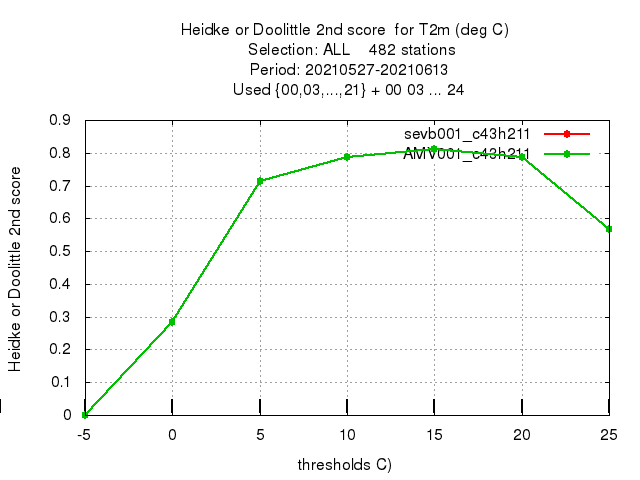 Heidke or Doolittle 2nd score  for T2m (deg C)
Selection: ALL    482 stations
Period: 20210527-20210613
Used {00,03,...,21} + 00 03 ... 24
sevb001_c43h211
AMV001_c43h211
0.9
0.8
0.7
0.6
0.5
0.4
0.3
0.2
0.1
0
Heidke or Doolittle 2nd score
-5 0 5 10 15 20 25
thresholds C)